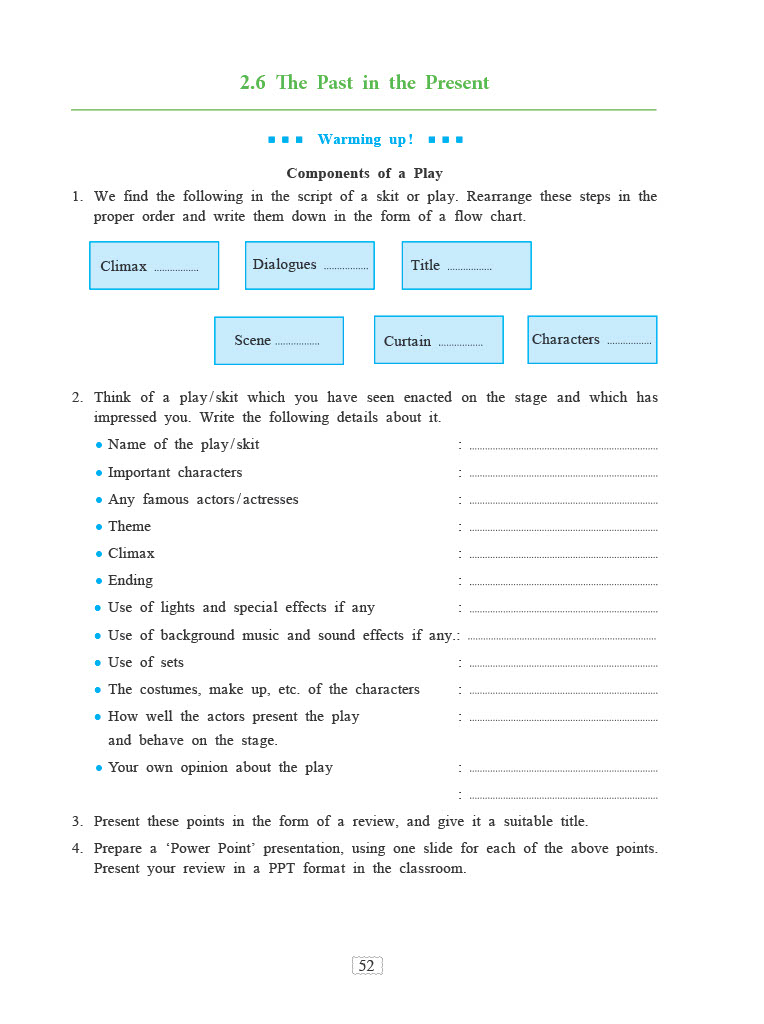 2.6 The Past in the Present
Warming up!
Components of a Play
1. We find the following in the script of a skit or play. Rearrange these steps in the
proper order and write them down in the form of a flow chart.
Climax .................
Dialogues .................
Title .................
Scene .................
Curtain .................
Characters .................
2. Think of a play/skit which you have seen enacted on the stage and which has
impressed you. Write the following details about it.
• Name of the play/skit : ..........................................................................
• Important characters : ..........................................................................
• Any famous actors/actresses : ..........................................................................
• Theme : ..........................................................................
• Climax : ..........................................................................
• Ending : ..........................................................................
• Use of lights and special effects if any : ..........................................................................
• Use of background music and sound effects if any.: ..........................................................................
• Use of sets : ..........................................................................
• The costumes, make up, etc. of the characters : ..........................................................................
• How well the actors present the play : ..........................................................................
and behave on the stage.
• Your own opinion about the play : ..........................................................................
: ..........................................................................
3. Present these points in the form of a review, and give it a suitable title.
4. Prepare a ‘Power Point’ presentation, using one slide for each of the above points.
Present your review in a PPT format in the classroom.
52